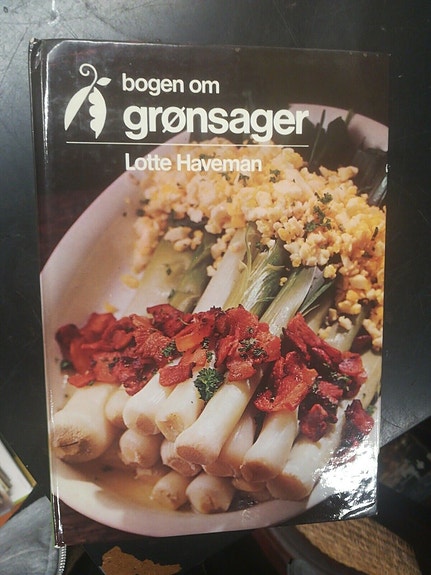 bogen om
grønsager
Lotte Haveman